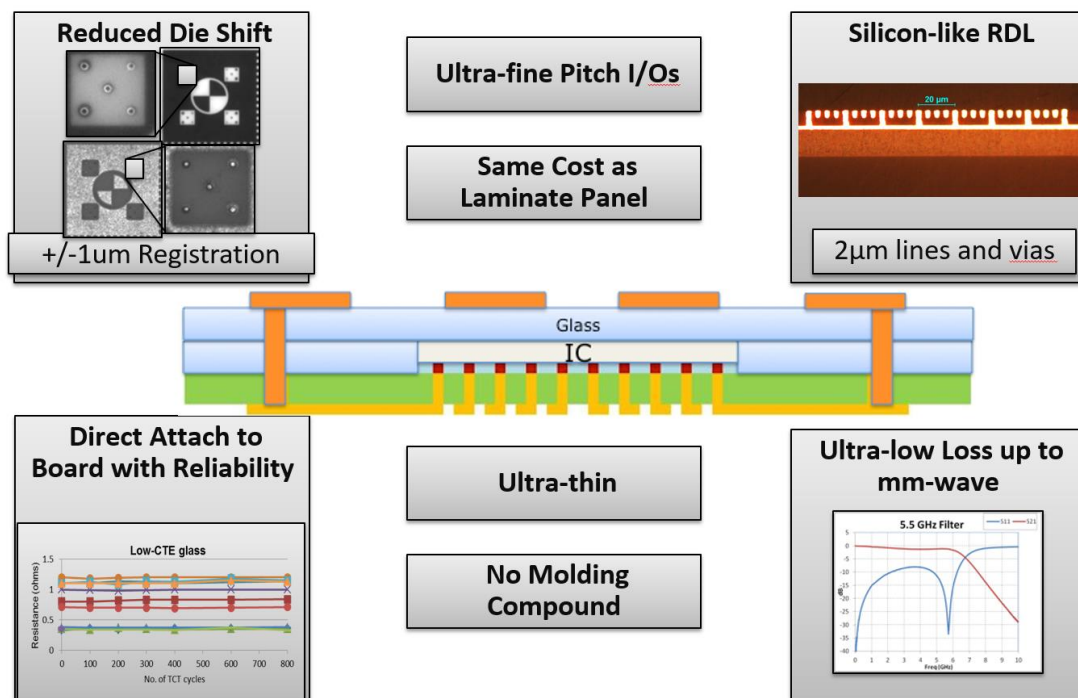 Reduced Die Shift
+/-1um Registration
Ultra-fine Pitch I/Os
Same Cost as
Laminate Panel
Silicon-like RDL
20 µm
2µm lines and vias
Glass
IC
Direct Attach to
Board with Reliability
Low-CTE glass
Resistance (ohms)
1.5
1
0.5
0
0 100 200 300 400 500 600 700 800
No. of TCT cycles
Ultra-thin
No Molding
Compound
Ultra-low Loss up to
mm-wave
5.5 GHz Filter
S11 S21
dB
5
0
-5
-10
-15
-20
-25
-30
-35
-40
0 1 2 3 4 5 6 7 8 9 10
Freq (GHz)